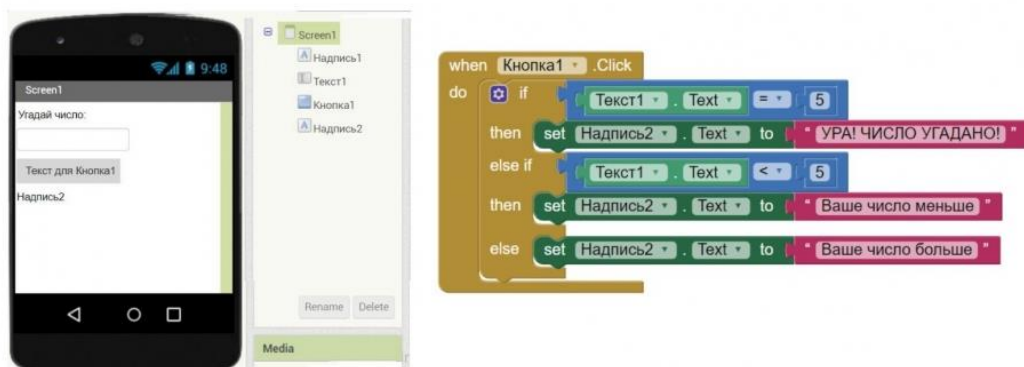 9:48
Screen1
Угадай число:
Текст для Кнопка1
Надпись2
Screen1
Надпись1
Текст1
Кнопка1
Надпись2
Rename Delete
Media
when Кнопка1 .Click
do if Текст1 . Text = 5
then set Надпись2 . Text to " УРА! ЧИСЛО УГАДАНО! "
else if Текст1 . Text < 5
then set Надпись2 . Text to " Ваше число меньше "
else set Надпись2 . Text to " Ваше число больше "